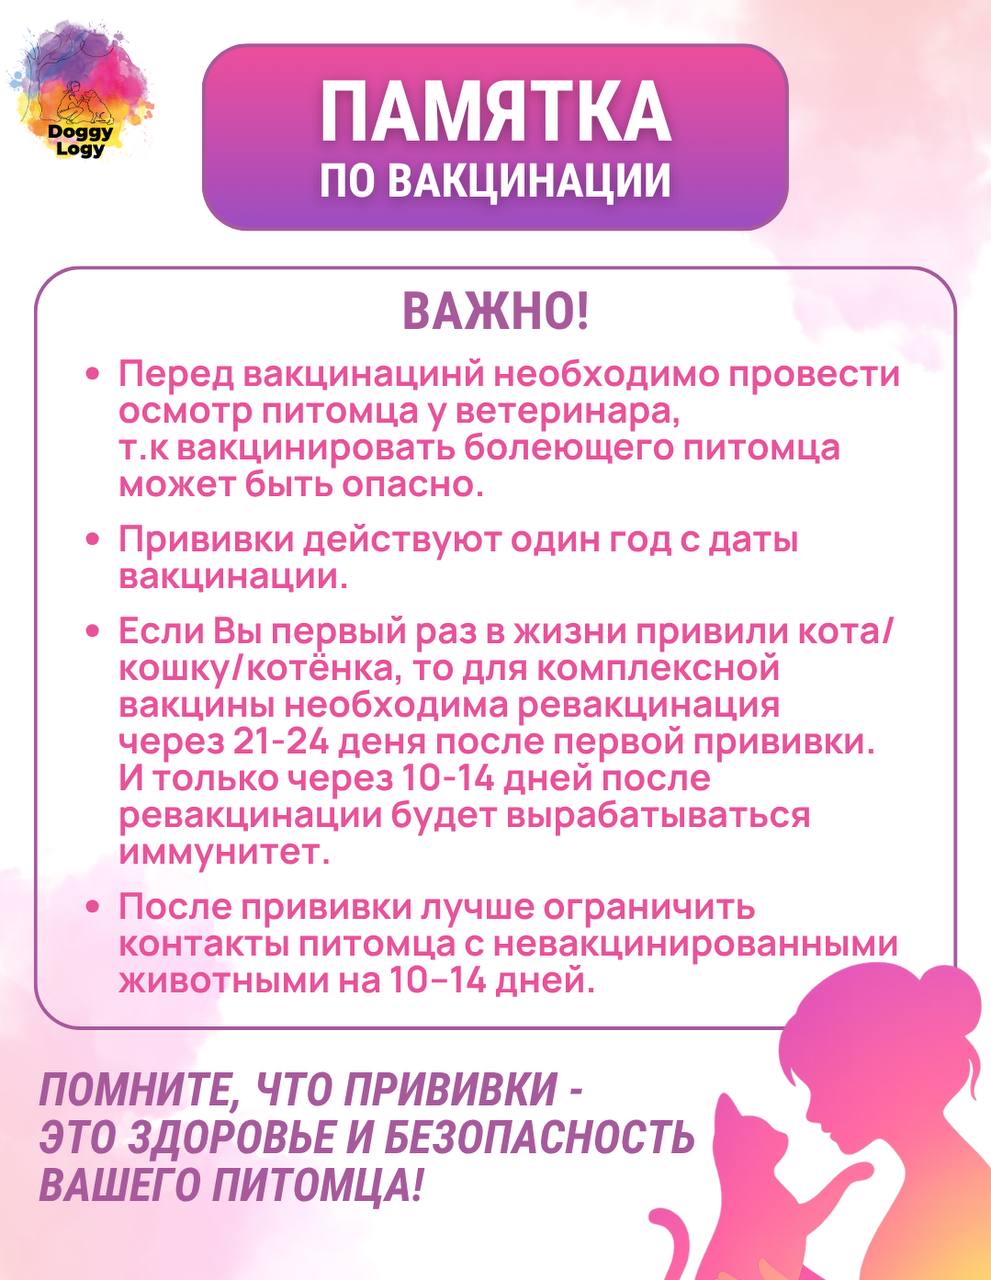 Doggy
Logy
ПАМЯТКА
ПО ВАКЦИНАЦИИ
ВАЖНО!
• Перед вакцинацинй необходимо провести
осмотр питомца у ветеринара,
т.к вакцинировать болеющего питомца
может быть опасно.
• Прививки действуют один год с даты
вакцинации.
• Если Вы первый раз в жизни привили кота/
кошку/котёнка, то для комплексной
вакцины необходима ревакцинация
через 21-24 деня после первой прививки.
И только через 10-14 дней после
ревакцинации будет вырабатываться
иммунитет.
• После прививки лучше ограничить
контакты питомца с невакцинированными
животными на 10–14 дней.
ПОМНИТЕ, ЧТО ПРИВИВКИ -
ЭТО ЗДОРОВЬЕ И БЕЗОПАСНОСТЬ
ВАШЕГО ПИТОМЦА!